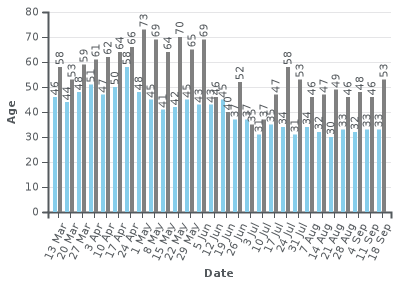 80
70
60
50
40
30
20
10
0
Age
46 58 44 53 48 59 51 61 47 62 50 64 58 66 48 73 45 69 41 64 42 70 45 65 43 69 43 46 45 40 37 52 37 35 31 37 35 47 34 58 31 53 34 46 32 47 30 49 33 46 32 48 33 46 33 53
13 Mar
20 Mar
27 Mar
3 Apr
10 Apr
17 Apr
24 Apr
1 May
8 May
15 May
22 May
29 May
5 Jun
12 Jun
19 Jun
26 Jun
3 Jul
10 Jul
17 Jul
24 Jul
31 Jul
7 Aug
14 Aug
21 Aug
28 Aug
4 Sep
11 Sep
18 Sep
Date